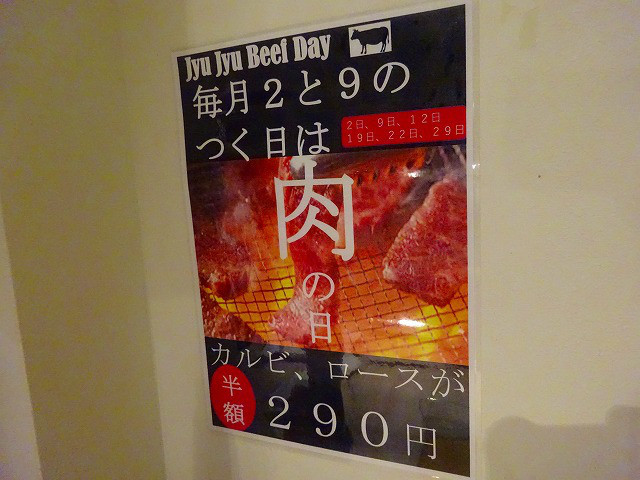 Jyu Jyu Beef Day
毎月２と９の
つく日は
２日、９日、１２日
１９日、２２日、２９日
肉
の
日
カルビ、ロースが
半
額
２９０円